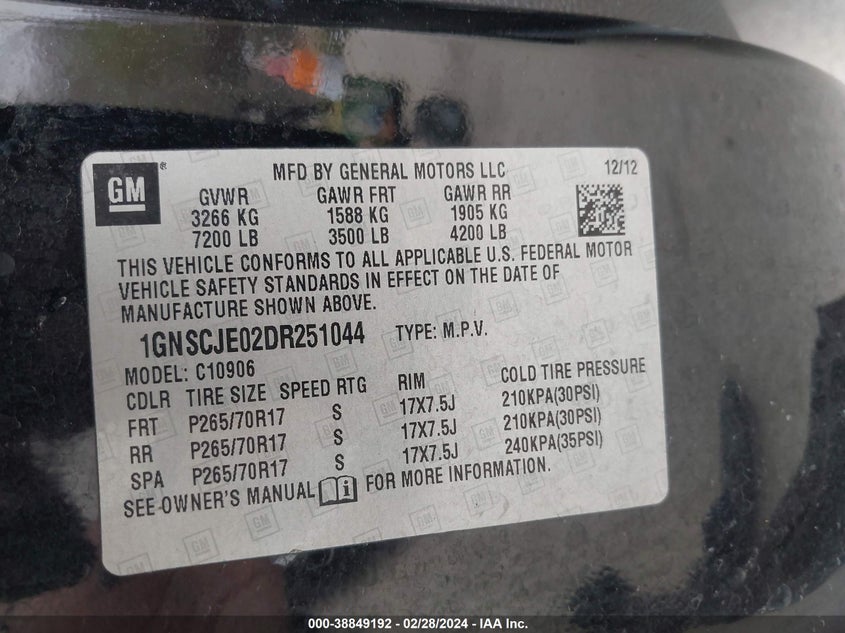 GM ®
MFD BY GENERAL MOTORS LLC 12/12
GVWR GAWR FRT GAWR RR
3266 KG 1588 KG 1905 KG
7200 LB 3500 LB 4200 LB
THIS VEHICLE CONFORMS TO ALL APPLICABLE U.S. FEDERAL MOTOR
VEHICLE SAFETY STANDARDS IN EFFECT ON THE DATE OF
MANUFACTURE SHOWN ABOVE.
1GNSCJE02DR251044 TYPE: M.P.V.
MODEL: C10906
CDLR TIRE SIZE SPEED RTG RIM COLD TIRE PRESSURE
FRT P265/70R17 S 17X7.5J 210KPA(30PSI)
RR P265/70R17 S 17X7.5J 210KPA(30PSI)
SPA P265/70R17 S 17X7.5J 240KPA(35PSI)
SEE OWNER'S MANUAL i FOR MORE INFORMATION.
000-38849192 - 02/28/2024 - IAA Inc.